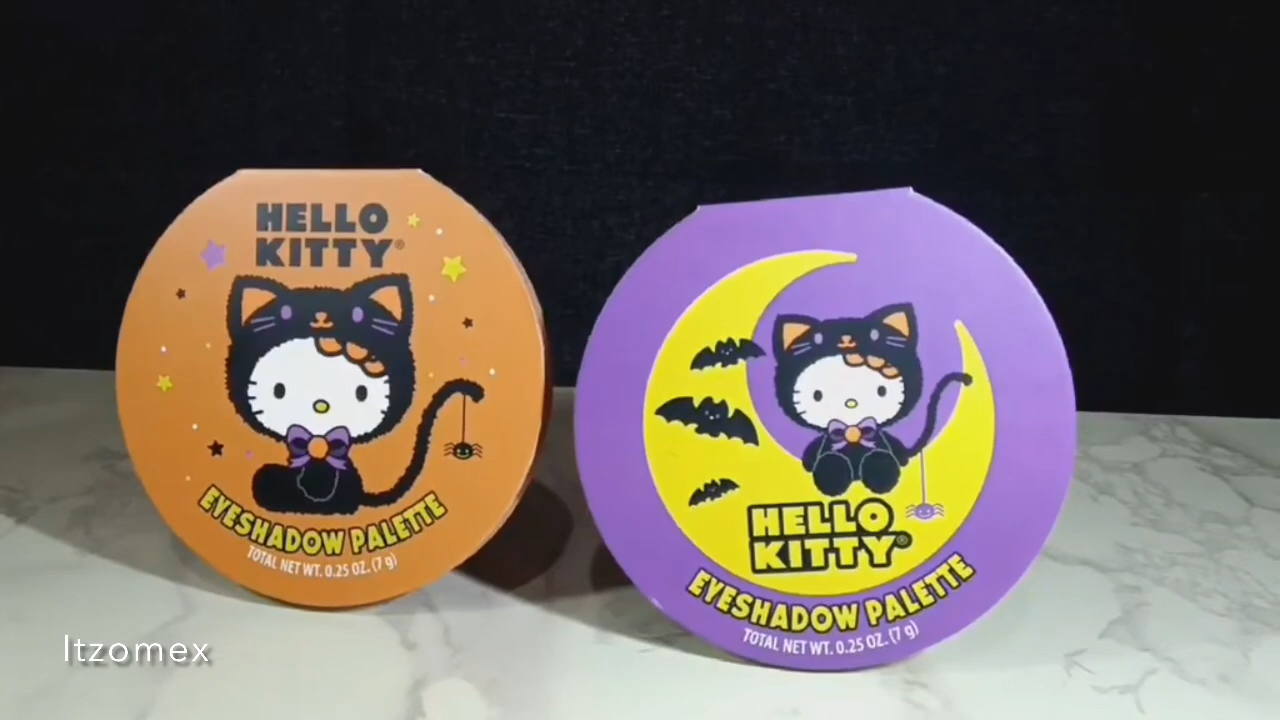 HELLO
KITTY®
EYESHADOW PALETTE
TOTAL NET WT. 0.25 OZ. (7 g)
HELLO
KITTY®
EYESHADOW PALETTE
TOTAL NET WT. 0.25 OZ. (7 g)
Itzomex